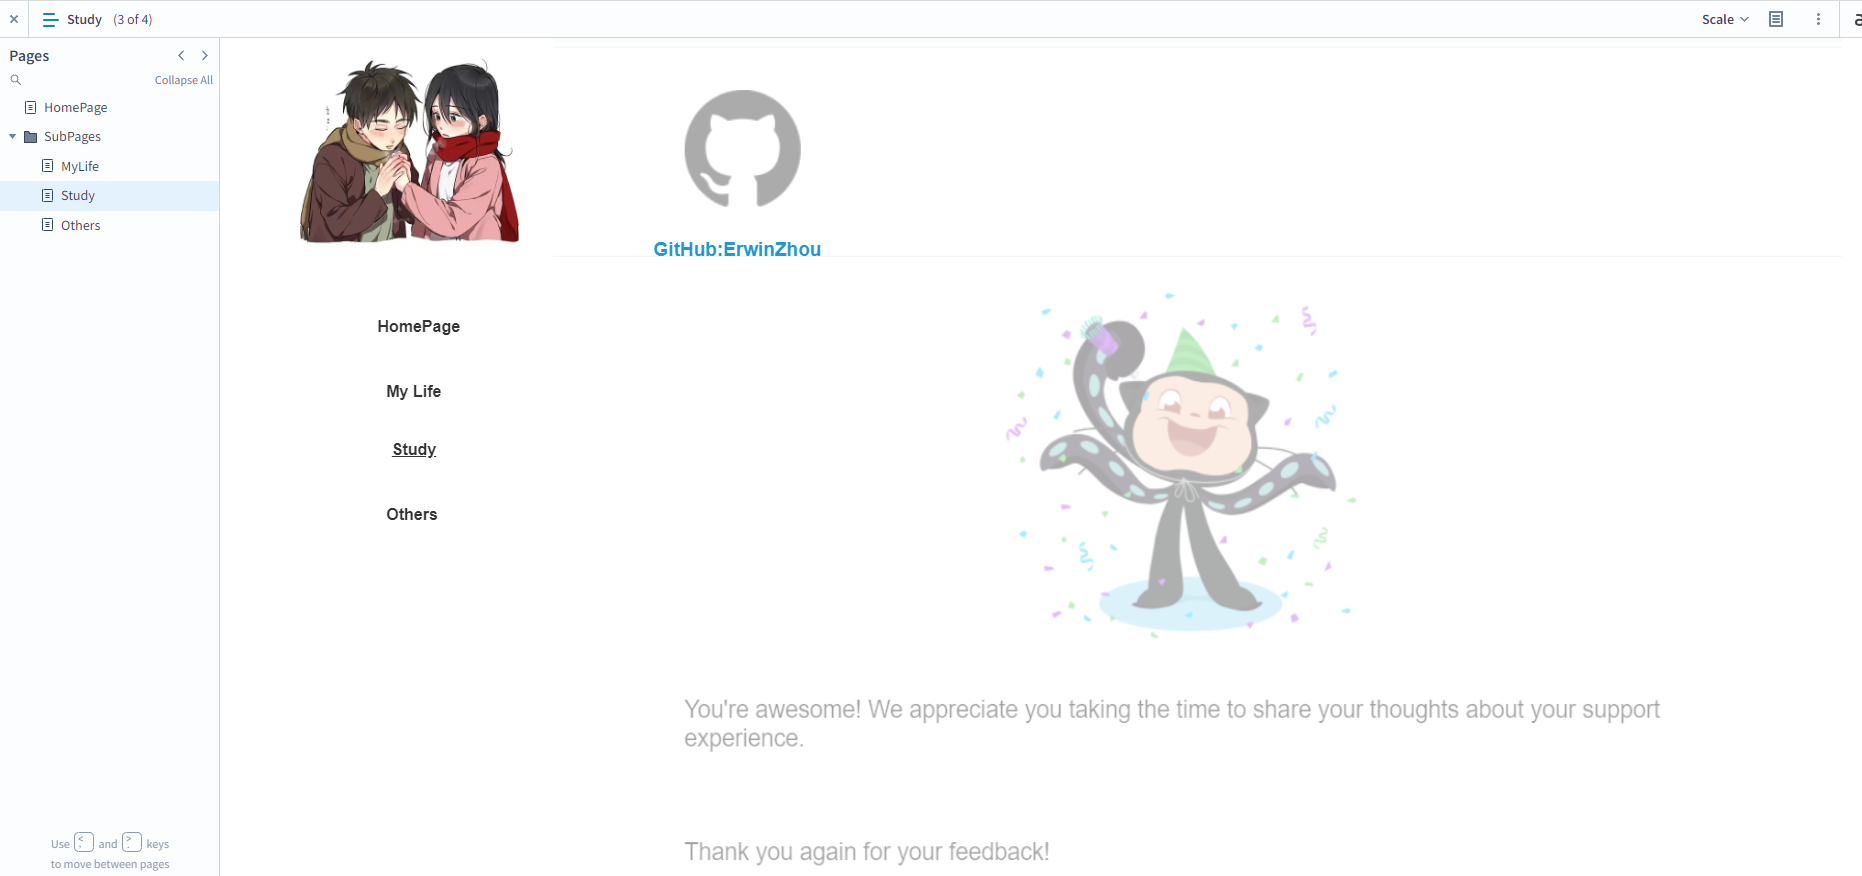 Study (3 of 4)
Scale
Pages
Collapse All
HomePage
SubPages
MyLife
Study
Others
Use < , and > . keys
to move between pages
GitHub:ErwinZhou
HomePage
My Life
Study
Others
You're awesome! We appreciate you taking the time to share your thoughts about your support
experience.
Thank you again for your feedback!